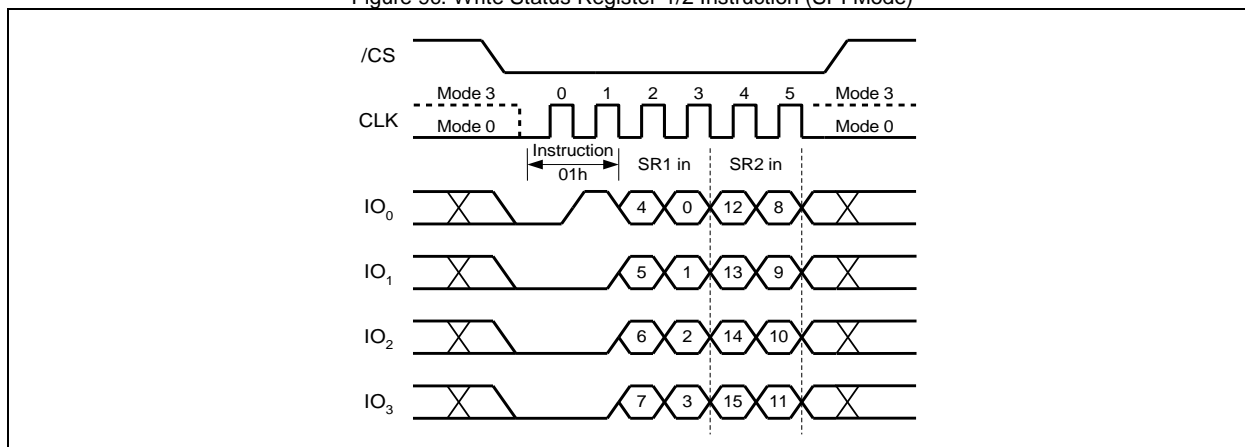 Figure 9c. Write Status Register-1/2 Instruction (SPI Mode)
/CS
Mode 3 0 1 2 3 4 5 Mode 3
CLK Mode 0 Mode 0
Instruction
01h SR1 in SR2 in
IO0 4 0 12 8
IO1 5 1 13 9
IO2 6 2 14 10
IO3 7 3 15 11